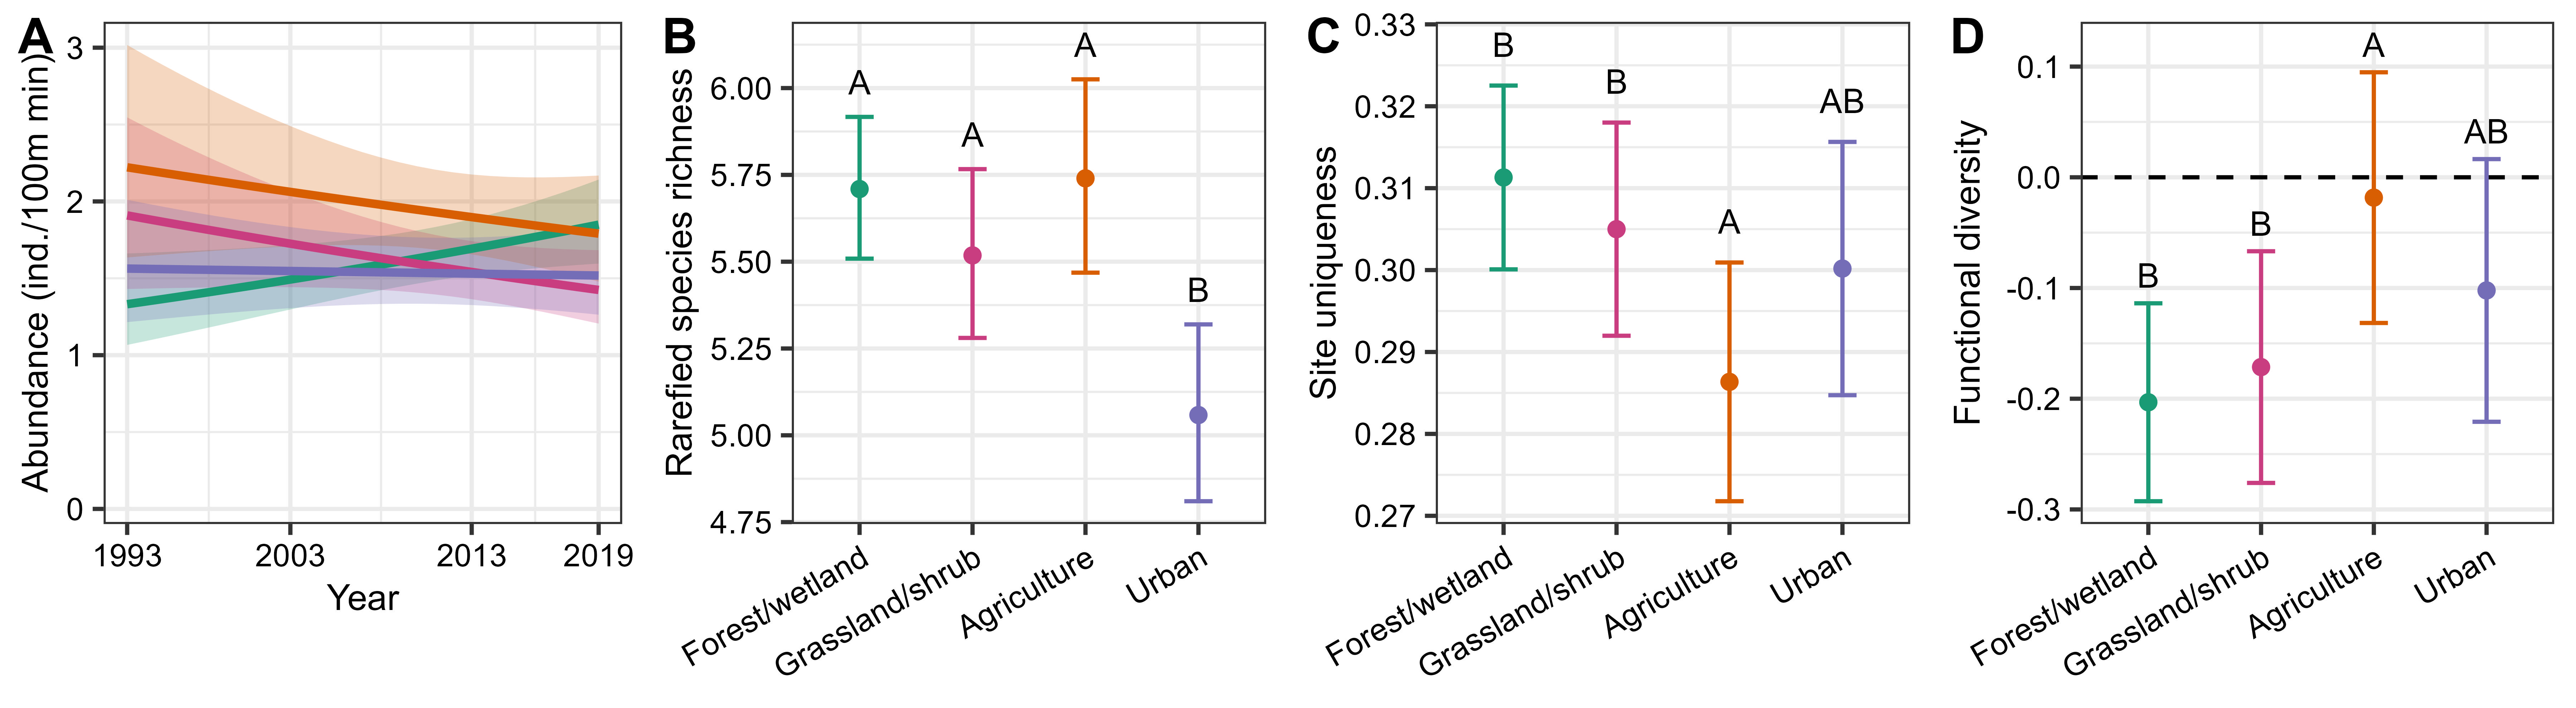 A
Abundance (ind./100m min)
3
2
1
0
1993 2003 2013 2019
Year
B
Rarefied species richness
6.00
5.75
5.50
5.25
5.00
4.75
A
A
A
B
Forest/wetland
Grassland/shrub
Agriculture
Urban
C
Site uniqueness
0.33
0.32
0.31
0.30
0.29
0.28
0.27
B
B
A
AB
Forest/wetland
Grassland/shrub
Agriculture
Urban
D
Functional diversity
0.1
0.0
-0.1
-0.2
-0.3
B
B
A
AB
Forest/wetland
Grassland/shrub
Agriculture
Urban